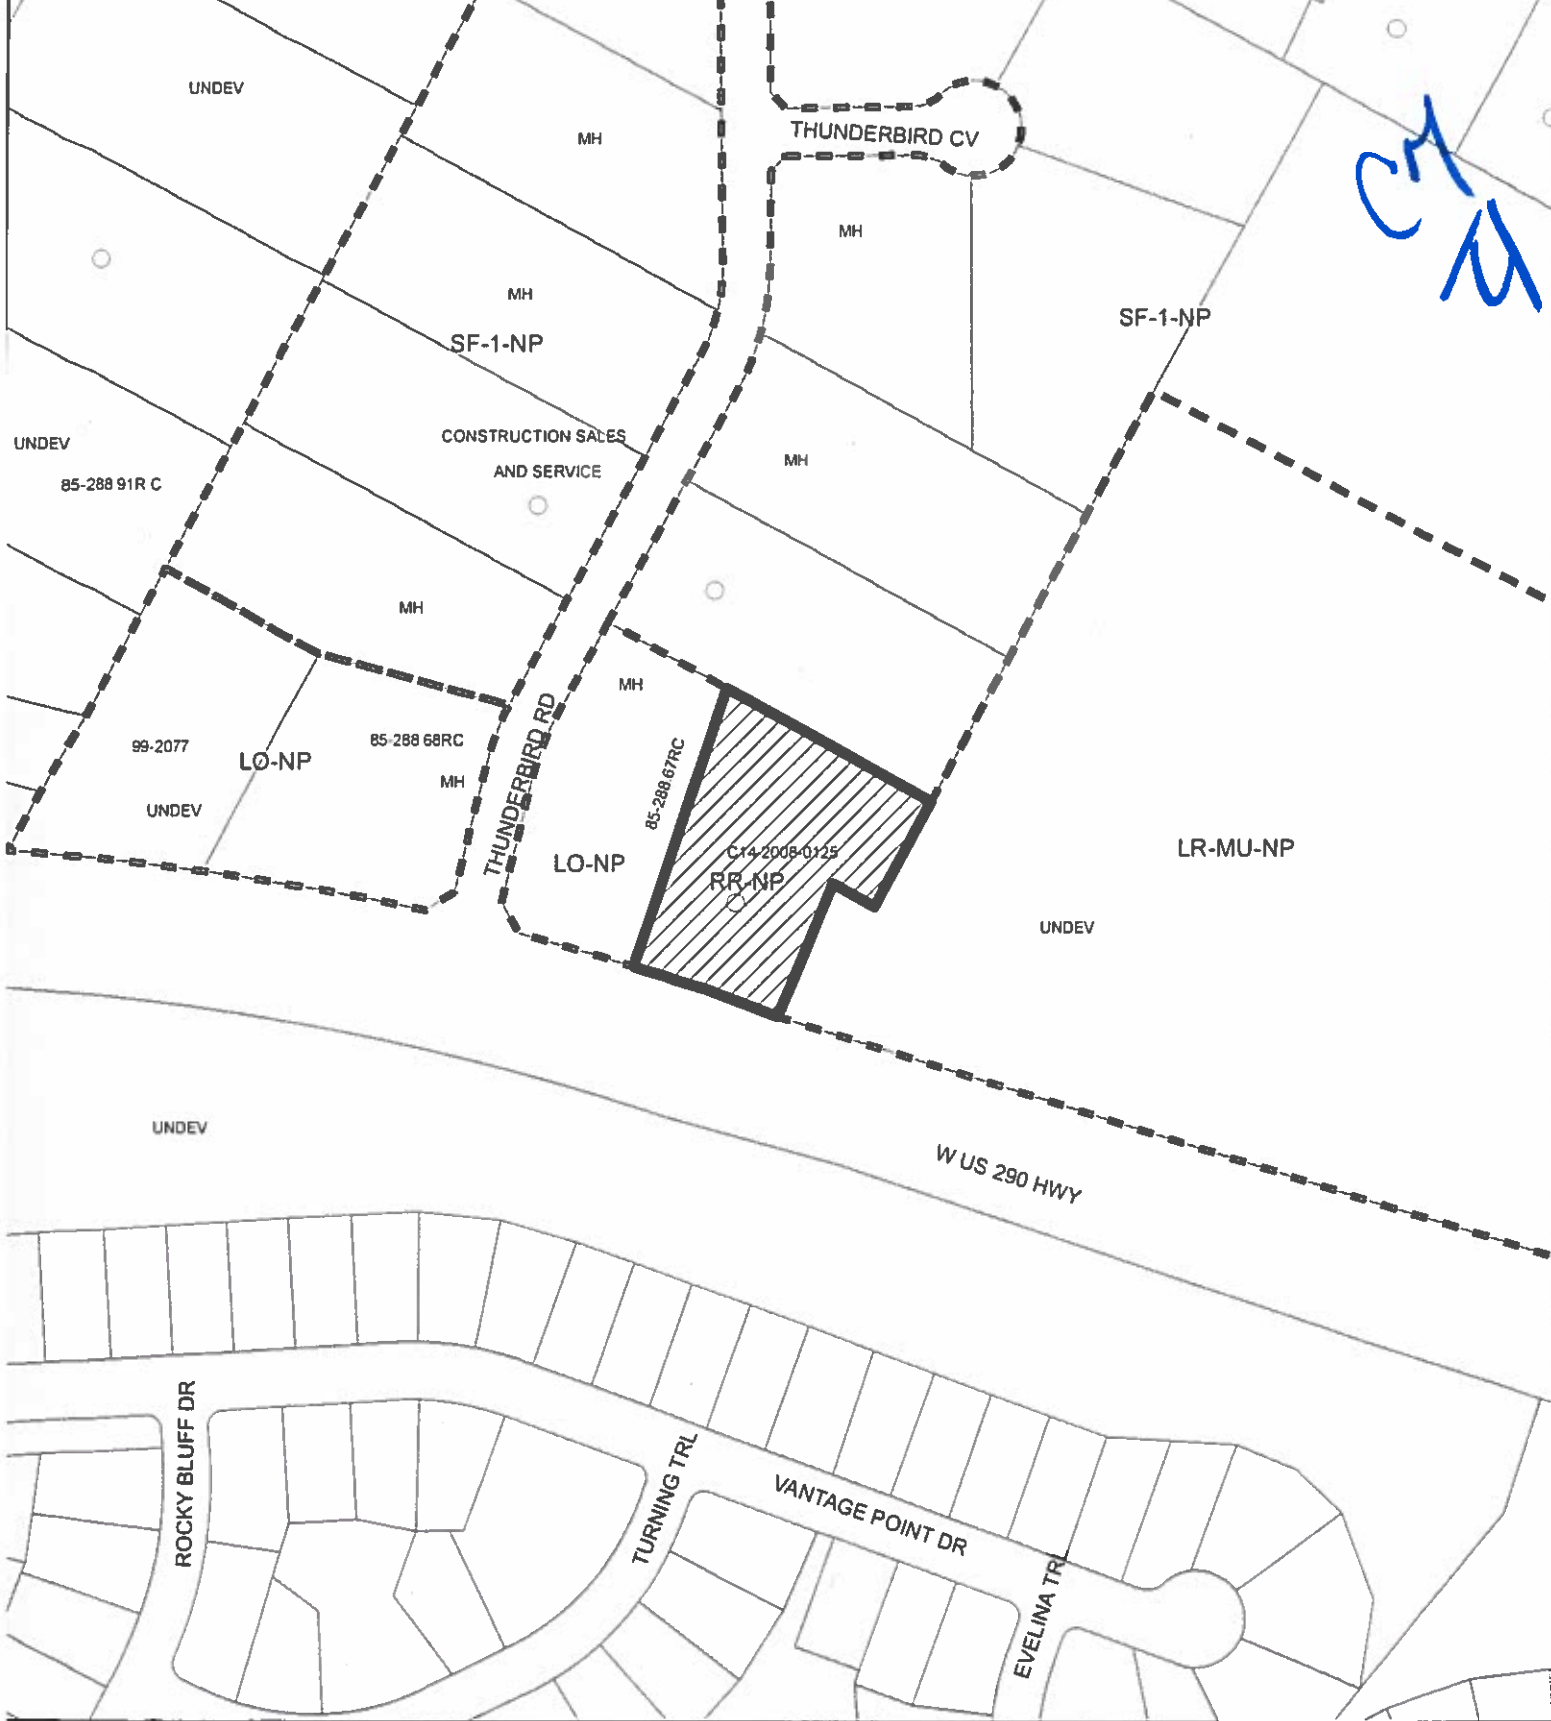 UNDEV
MH
THUNDERBIRD CV
MH
MH
SF-1-NP
SF-1-NP
CONSTRUCTION SALES
AND SERVICE
UNDEV
85-288 91R C
MH
MH
MH
THUNDERBIRD RD
99-2077
LO-NP
85-288 68RC
MH
UNDEV
85-288.67RC
LO-NP
C14-2008-0125
RR-NP
LR-MU-NP
UNDEV
UNDEV
W US 290 HWY
ROCKY BLUFF DR
TURNING TRL
VANTAGE POINT DR
EVELINA TRL